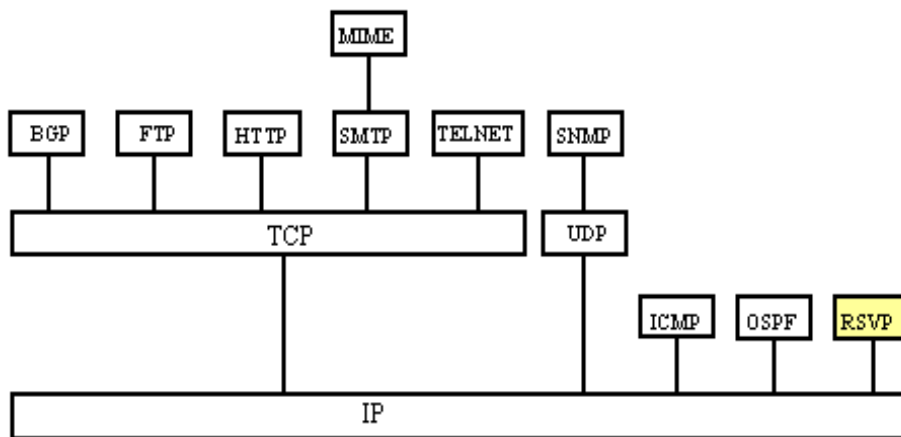 MIME
BGP FTP HTTP SMTP TELNET SNMP
TCP UDP
ICMP OSPF RSVP
IP